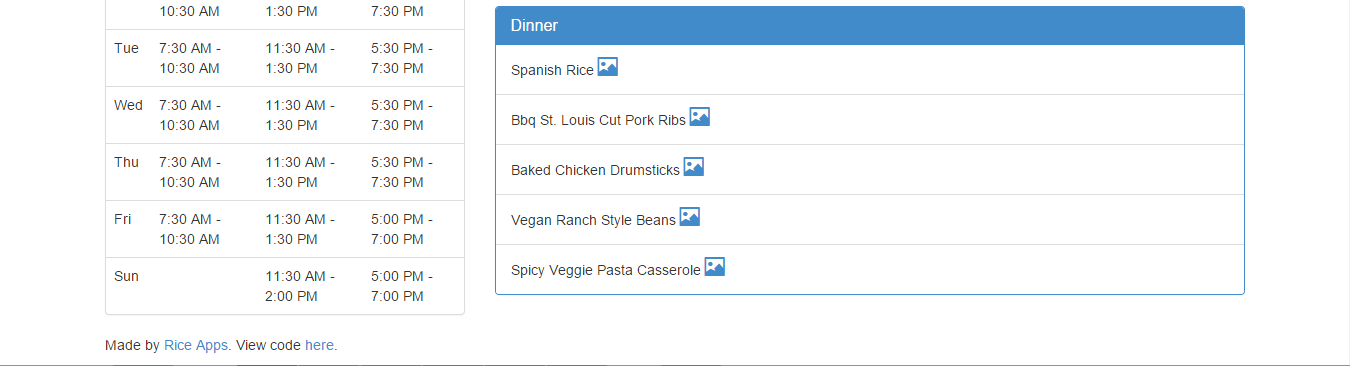 10:30 AM 1:30 PM 7:30 PM
Tue 7:30 AM - 11:30 AM - 5:30 PM -
10:30 AM 1:30 PM 7:30 PM
Wed 7:30 AM - 11:30 AM - 5:30 PM -
10:30 AM 1:30 PM 7:30 PM
Thu 7:30 AM - 11:30 AM - 5:30 PM -
10:30 AM 1:30 PM 7:30 PM
Fri 7:30 AM - 11:30 AM - 5:00 PM -
10:30 AM 1:30 PM 7:00 PM
Sun 11:30 AM - 5:00 PM -
2:00 PM 7:00 PM
Dinner
Spanish Rice
Bbq St. Louis Cut Pork Ribs
Baked Chicken Drumsticks
Vegan Ranch Style Beans
Spicy Veggie Pasta Casserole
Made by Rice Apps. View code here.